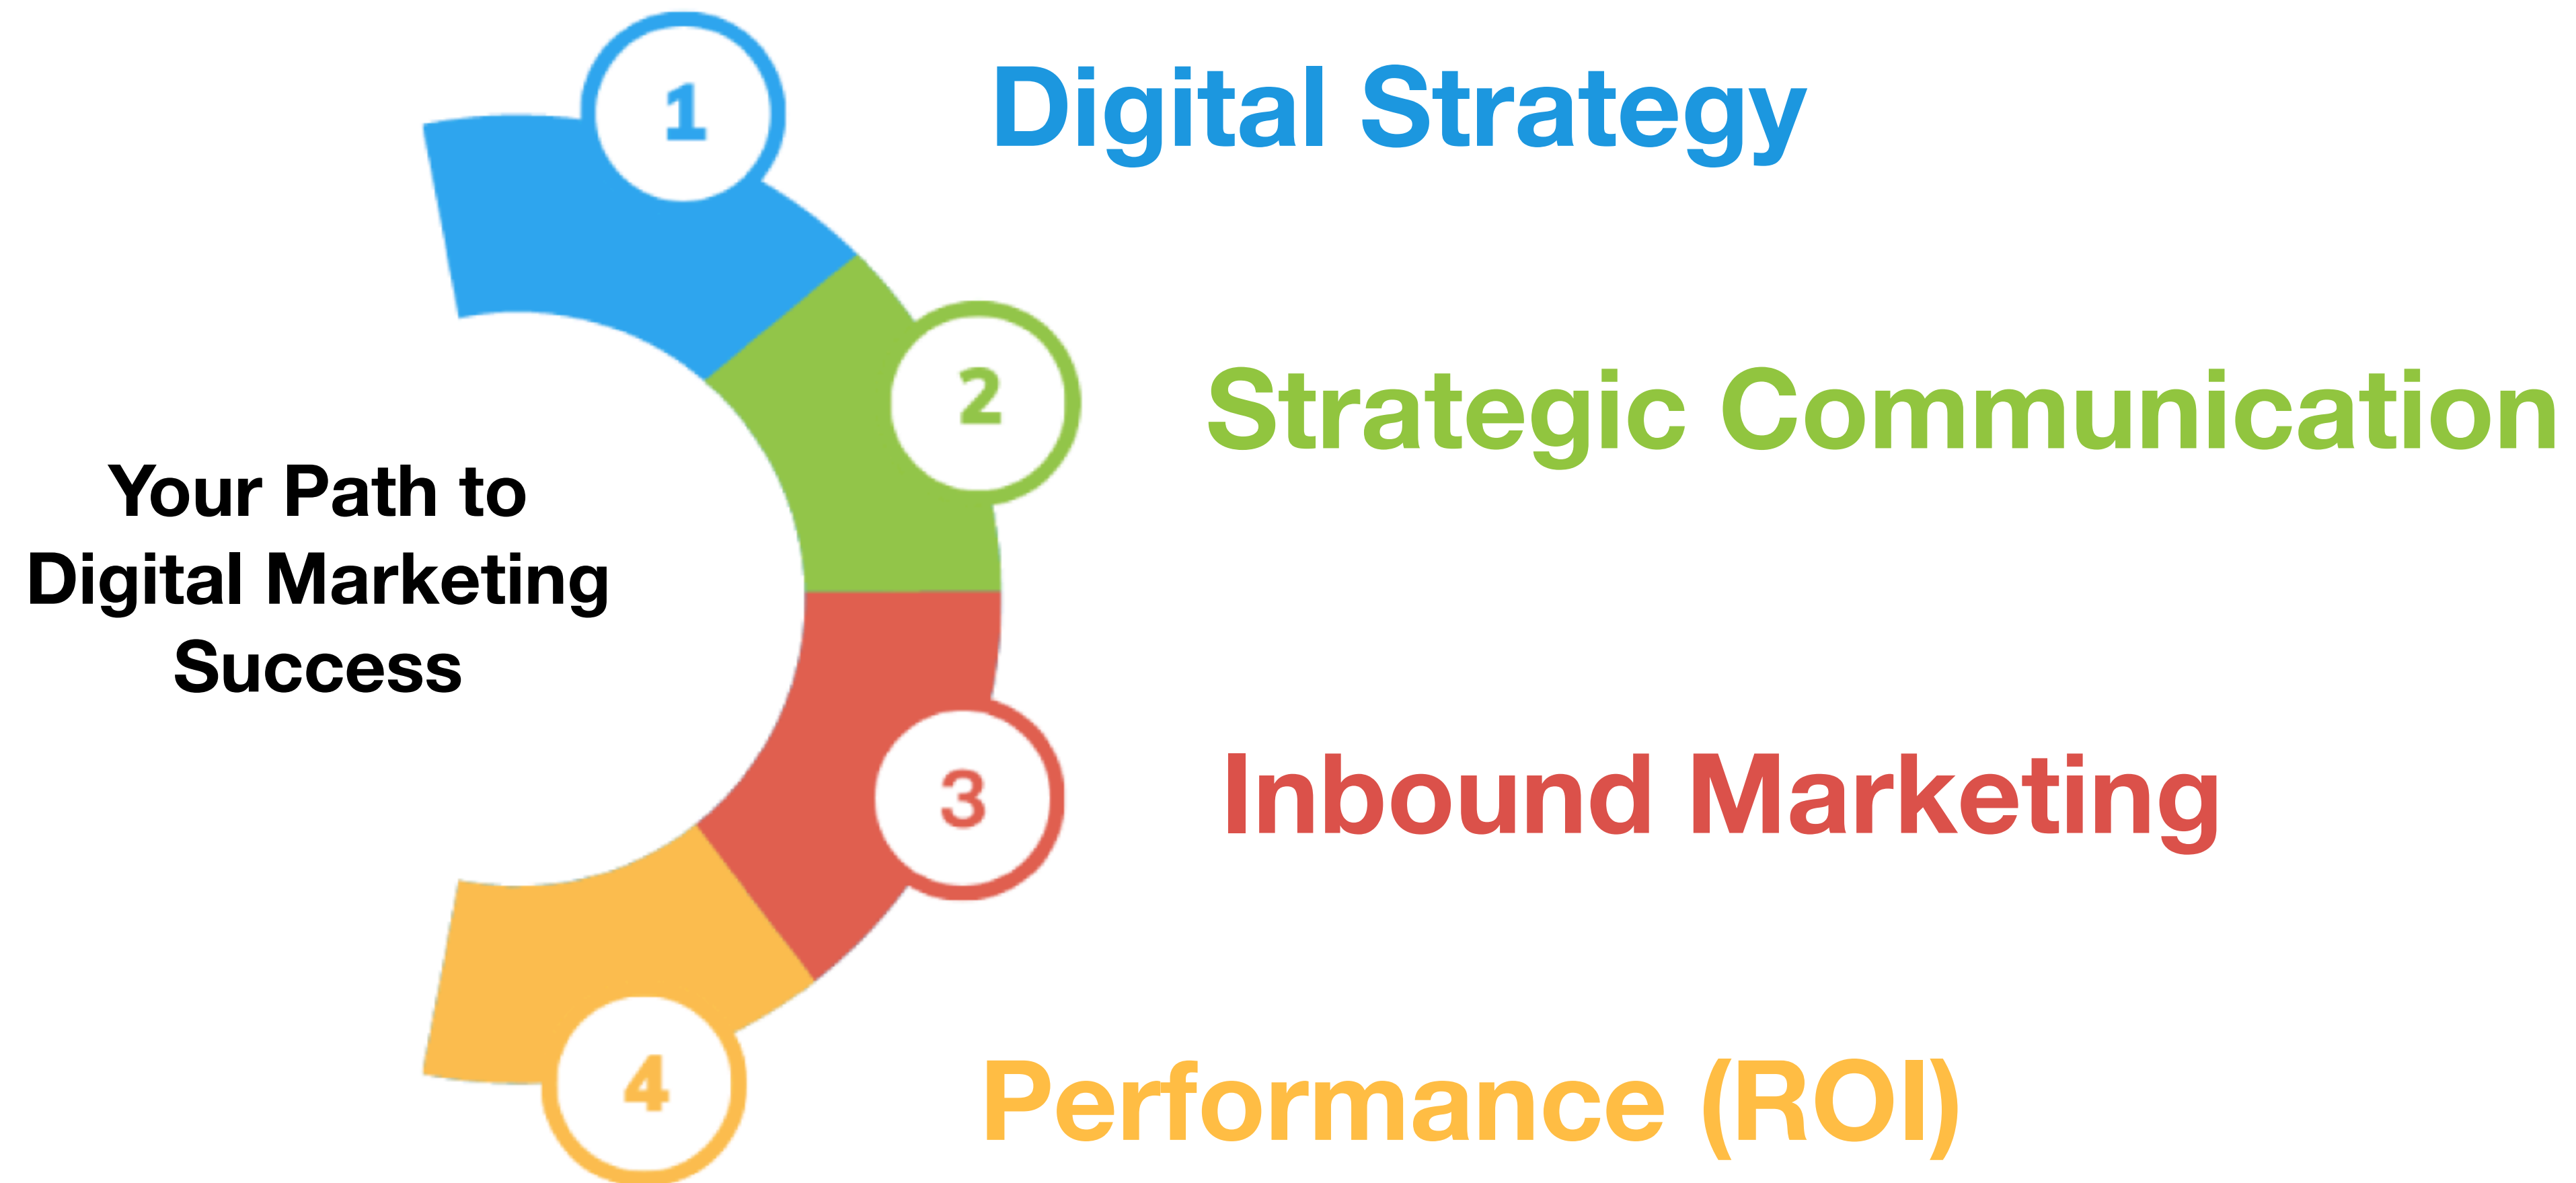 1
Digital Strategy
2
Strategic Communication
Your Path to
Digital Marketing
Success
3
Inbound Marketing
4
Performance (ROI)